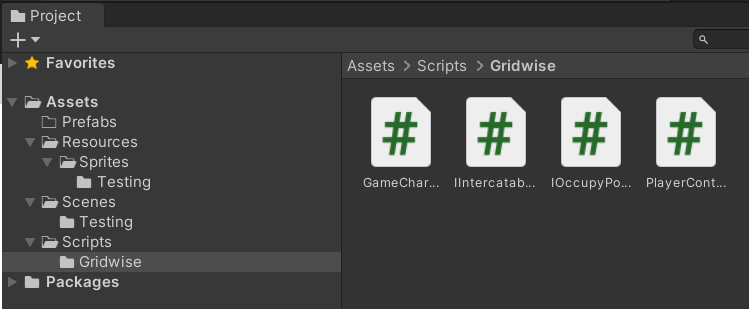 Project
Favorites
Assets > Scripts > Gridwise
Assets
Prefabs
Resources
Sprites
Testing
Scenes
Testing
Scripts
Gridwise
Packages
GameChar...
IIntercatab...
IOccupyPo...
PlayerCont...